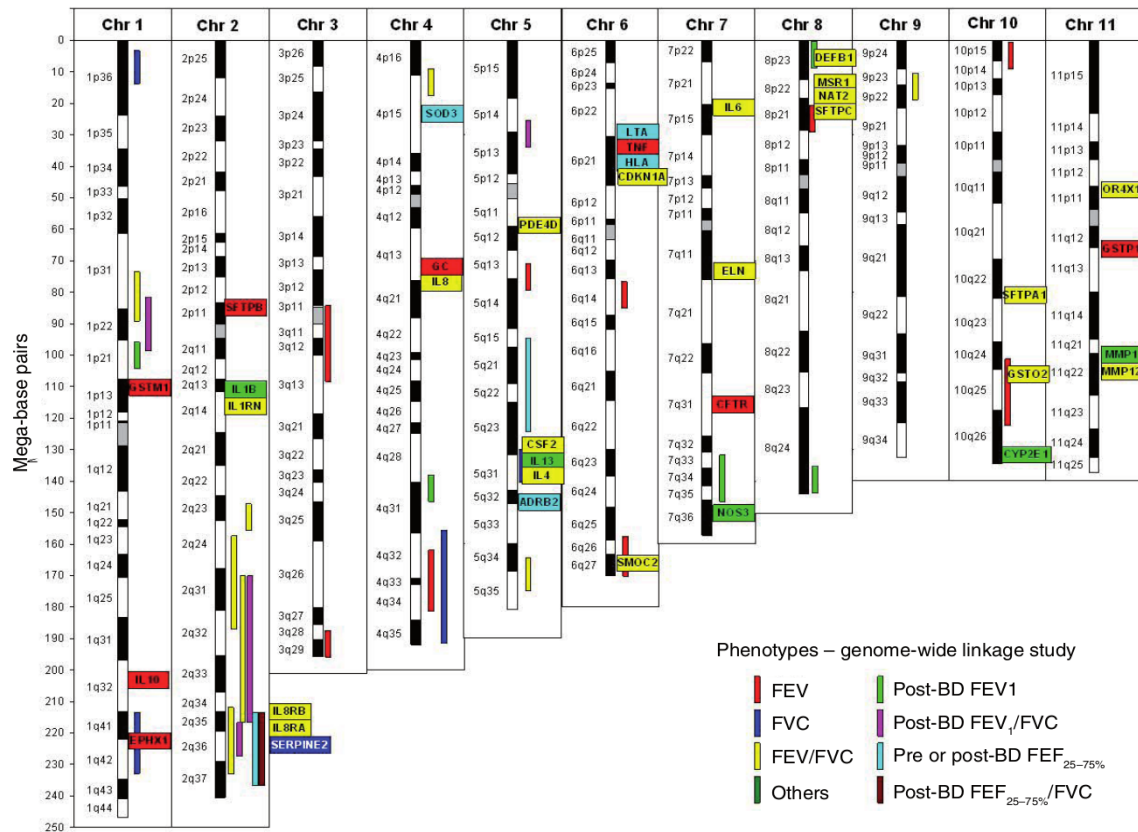 Chr 1 Chr 2 Chr 3 Chr 4 Chr 5 Chr 6 Chr 7 Chr 8 Chr 9 Chr 10 Chr 11
Mega-base pairs
0
10
20
30
40
50
60
70
80
90
100
110
120
130
140
150
160
170
180
190
200
210
220
230
240
250
1p36
1p35
1p34
1p33
1p32
1p31
1p22
1p21
1p13
1p12
1p11
1q12
1q21
1q22
1q23
1q24
1q25
1q31
1q32
1q41
1q42
1q43
1q44
GSTM1
IL10
EPHX1
2p25
2p24
2p23
2p22
2p21
2p16
2p15
2p14
2p13
2p12
2p11
2q11
2q12
2q13
2q14
2q21
2q22
2q23
2q24
2q31
2q32
2q33
2q34
2q35
2q36
2q37
SFTPB
IL1B
IL1RN
IL8RB
IL8RA
SERPINE2
3p26
3p25
3p24
3p23
3p22
3p21
3p14
3p13
3p12
3p11
3q11
3q12
3q13
3q21
3q22
3q23
3q24
3q25
3q26
3q27
3q28
3q29
4p16
4p15
4p14
4p13
4p12
4q12
4q13
4q21
4q22
4q23
4q24
4q25
4q26
4q27
4q28
4q31
4q32
4q33
4q34
4q35
SOD3
GC
IL8
5p15
5p14
5p13
5p12
5q11
5q12
5q13
5q14
5q15
5q21
5q22
5q23
5q31
5q32
5q33
5q34
5q35
PDE4D
CSF2
IL13
IL4
ADRB2
6p25
6p24
6p23
6p22
6p21
6p12
6p11
6q11
6q12
6q13
6q14
6q15
6q16
6q21
6q22
6q23
6q24
6q25
6q26
6q27
LTA
TNF
HLA
CDKN1A
SMOC2
7p22
7p21
7p15
7p14
7p13
7p12
7p11
7q11
7q21
7q22
7q31
7q32
7q33
7q34
7q35
7q36
IL6
ELN
CFTR
NOS3
8p23
8p22
8p21
8p12
8p11
8q11
8q12
8q13
8q21
8q22
8q23
8q24
DEFB1
MSR1
NAT2
SFTPC
9p24
9p23
9p22
9p21
9p13
9p12
9p11
9q12
9q13
9q21
9q22
9q31
9q32
9q33
9q34
10p15
10p14
10p13
10p11
10q11
10q21
10q22
10q23
10q24
10q25
10q26
SFTPA1
GSTO2
CYP2E1
11p15
11p14
11p13
11p12
11p11
11q12
11q13
11q14
11q21
11q22
11q23
11q24
11q25
OR4X1
GSTP1
MMP1
MMP12
Phenotypes – genome-wide linkage study
FEV
FVC
FEV/FVC
Others
Post-BD FEV1
Post-BD FEV1/FVC
Pre or post-BD FEF25–75%
Post-BD FEF25–75%/FVC